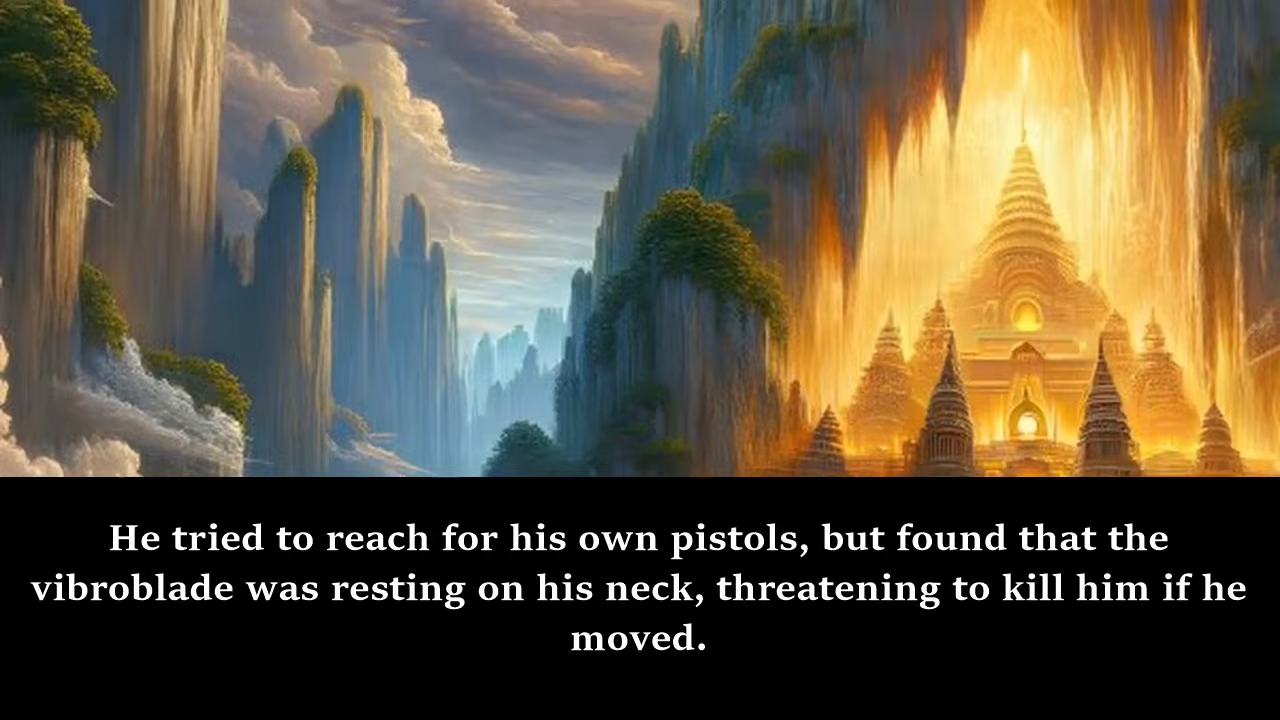 He tried to reach for his own pistols, but found that the
vibroblade was resting on his neck, threatening to kill him if he
moved.